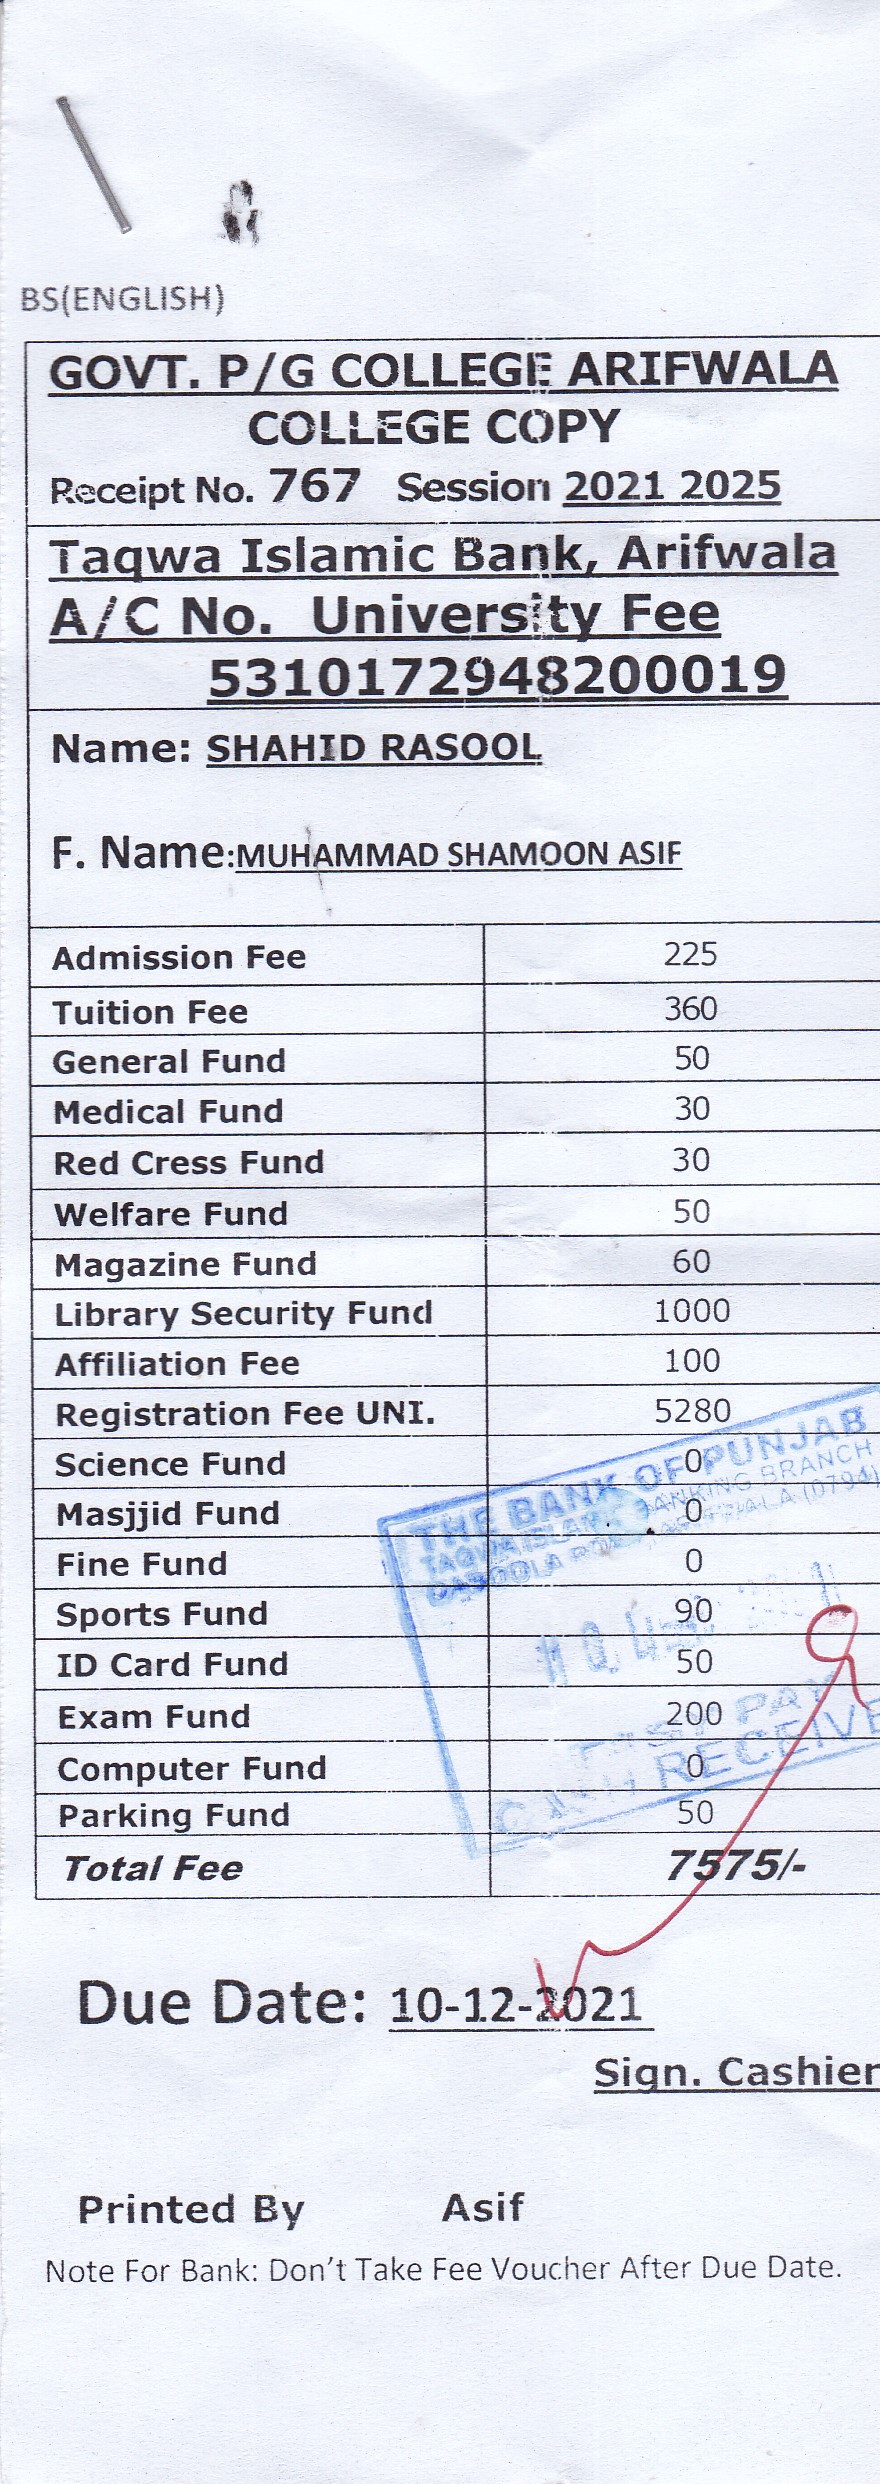 BS(ENGLISH)
GOVT. P/G COLLEGE ARIFWALA
COLLEGE COPY
Receipt No. 767 Session 2021 2025
Taqwa Islamic Bank, Arifwala
A/C No. University Fee
5310172948200019
Name: SHAHID RASOOL
F. Name:MUHAMMAD SHAMOON ASIF
Admission Fee 225
Tuition Fee 360
General Fund 50
Medical Fund 30
Red Cress Fund 30
Welfare Fund 50
Magazine Fund 60
Library Security Fund 1000
Affiliation Fee 100
Registration Fee UNI. 5280
Science Fund 0
Masjjid Fund 0
Fine Fund 0
Sports Fund 90
ID Card Fund 50
Exam Fund 200
Computer Fund 0
Parking Fund 50
Total Fee 7575/-
THE BANK OF PUNJAB
TAQWA ISLAMIC BANKING BRANCH
ARIFWALA (0794)
CASH RECEIVE
Due Date: 10-12-2021
Sign. Cashier
Printed By Asif
Note For Bank: Don't Take Fee Voucher After Due Date.